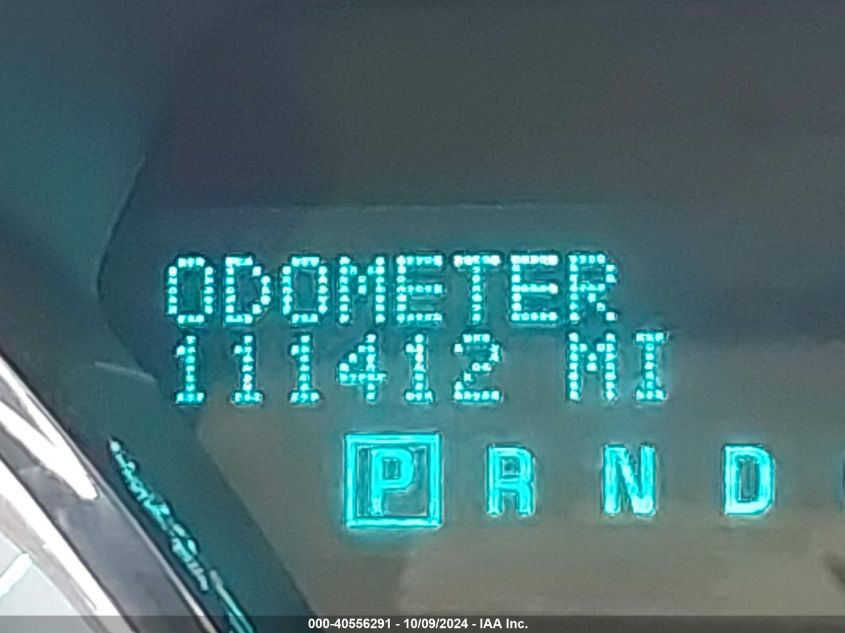 ODOMETER
111412 MI
P R N D
000-40556291 - 10/09/2024 - IAA Inc.